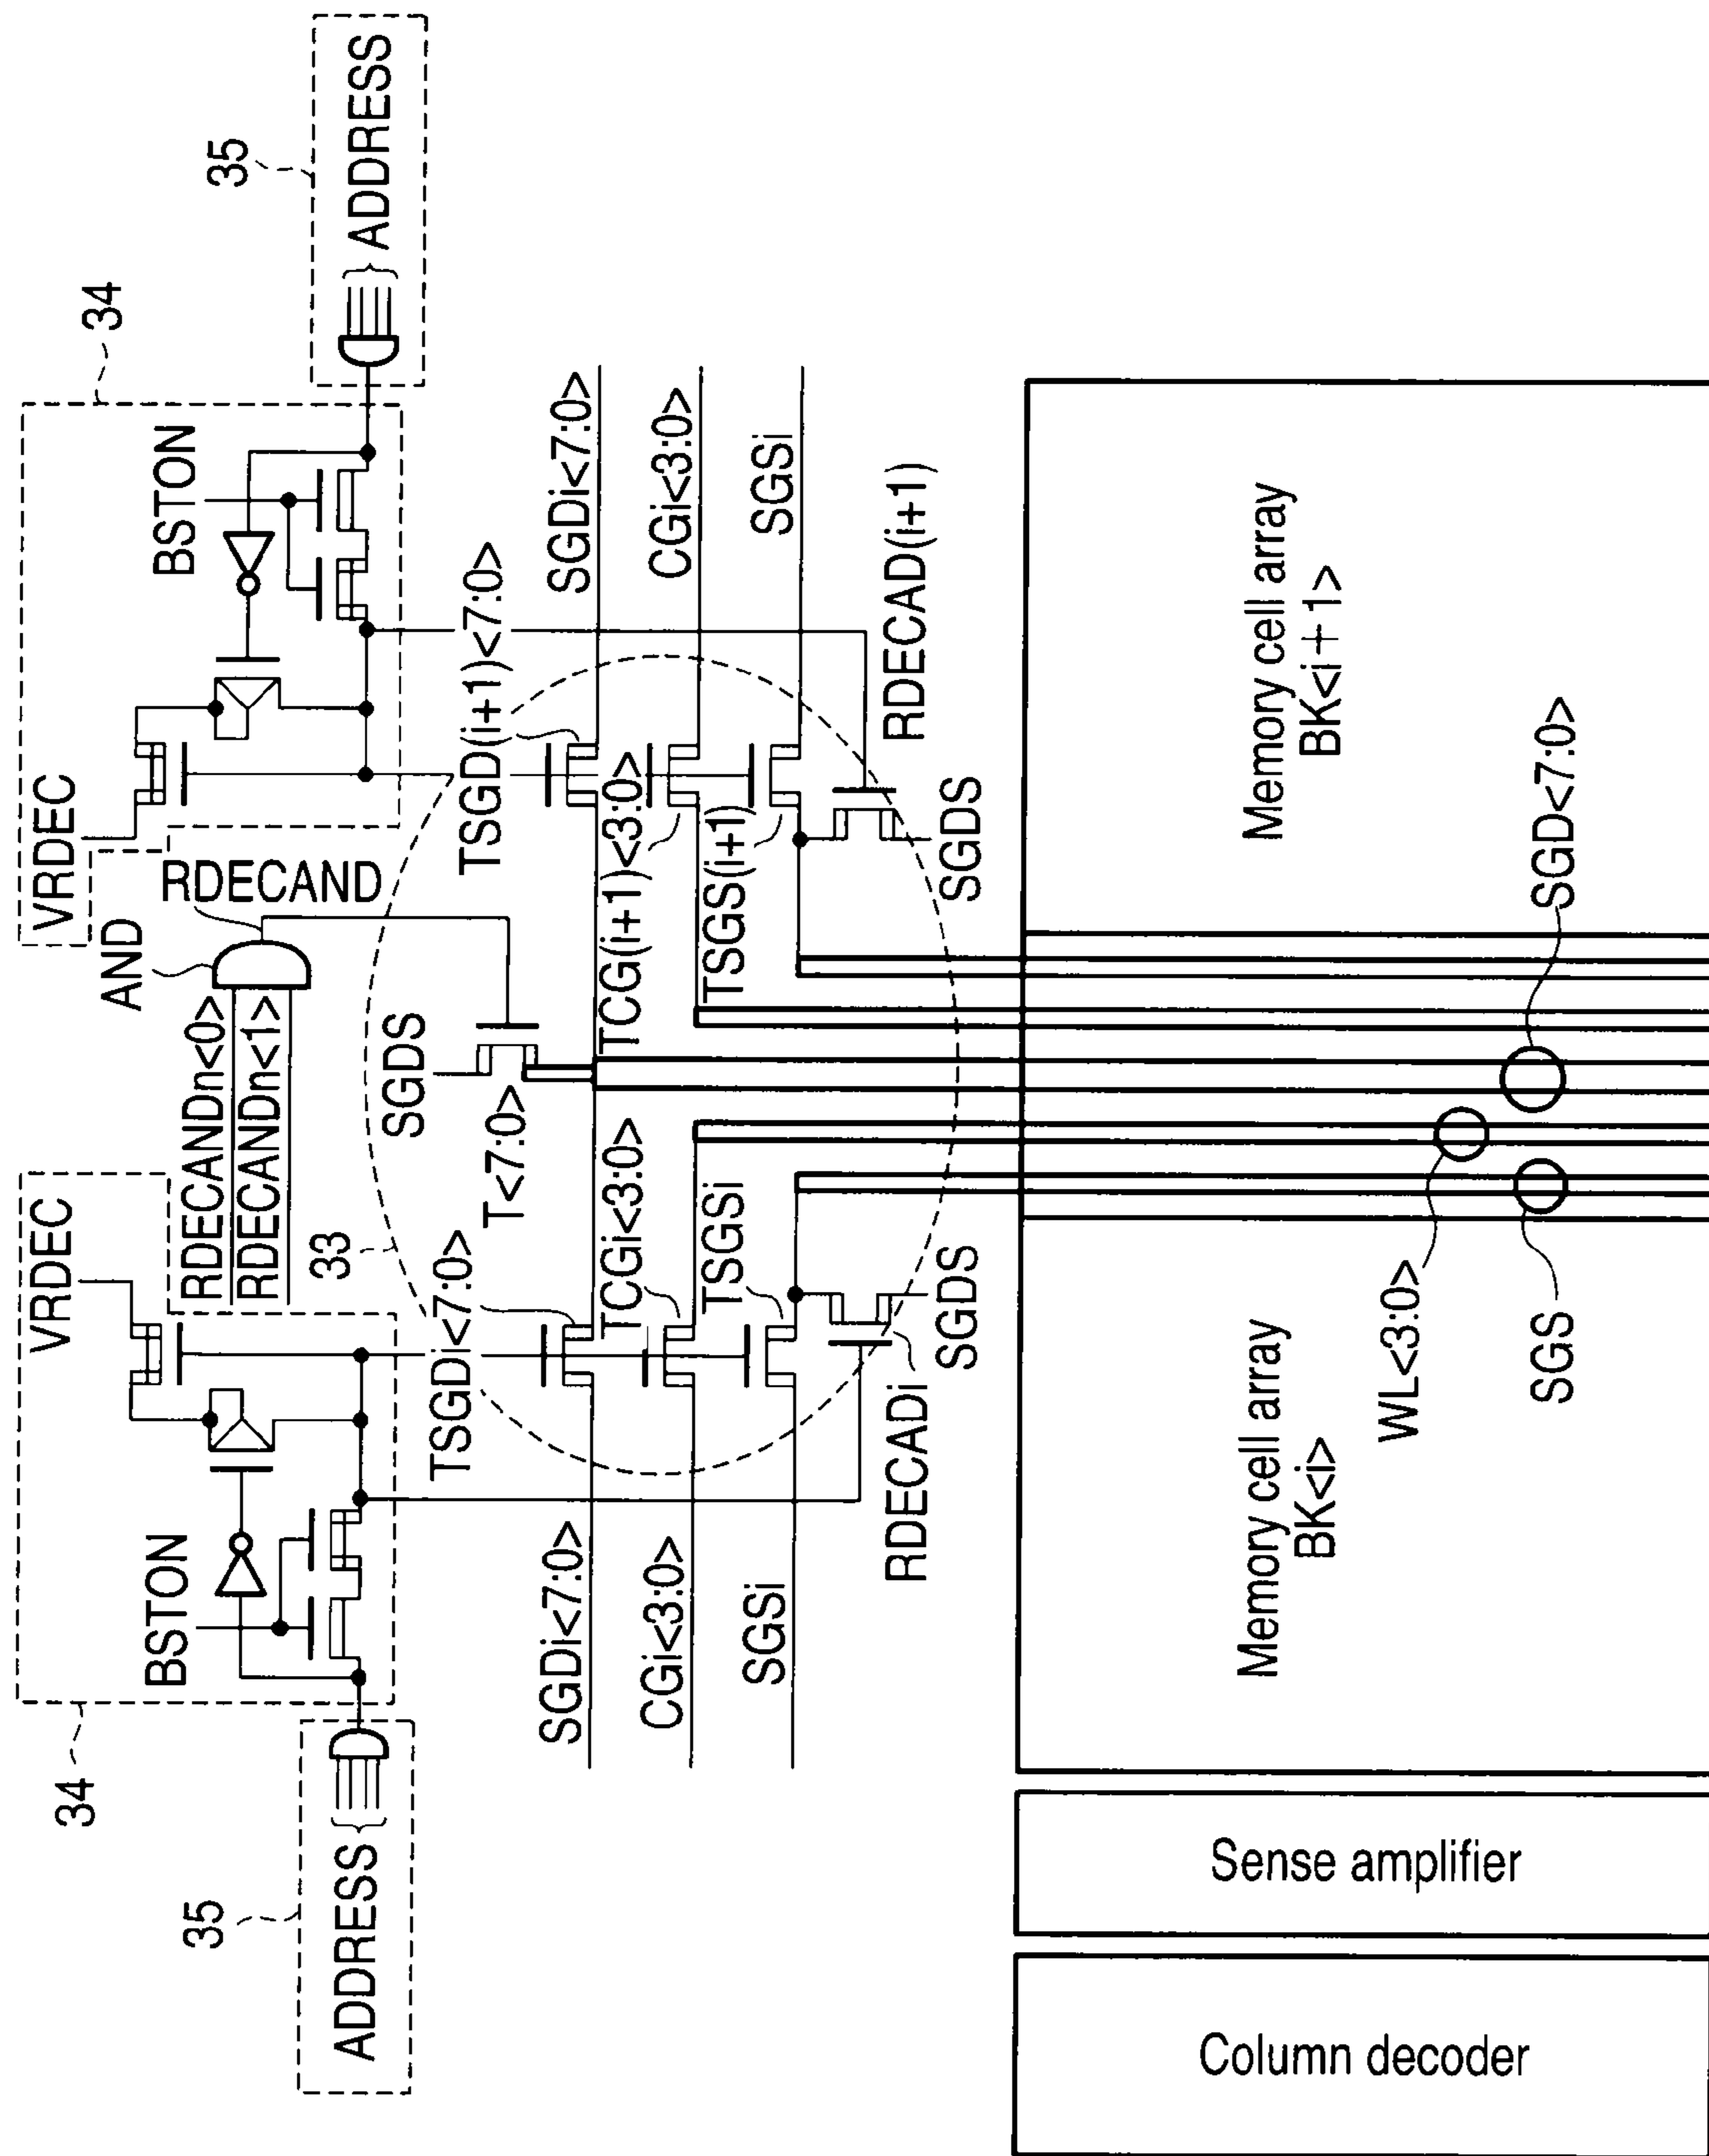 35
ADDRESS
34
BSTON
VRDEC
AND
RDECAND
RDECANDn<0>
RDECANDn<1>
VRDEC
BSTON
34
35
ADDRESS
33
SGDS
T<7:0>
TSGD(i+1)<7:0>
TCG(i+1)<3:0>
TSGS(i+1)
TSGDi<7:0>
TCGi<3:0>
TSGSi
SGDi<7:0>
CGi<3:0>
SGSi
SGDi<7:0>
CGi<3:0>
SGSi
RDECAD(i+1)
SGDS
RDECADi
SGDS
Memory cell array
BK<i+1>
Memory cell array
BK<i>
SGD<7:0>
WL<3:0>
SGS
Sense amplifier
Column decoder